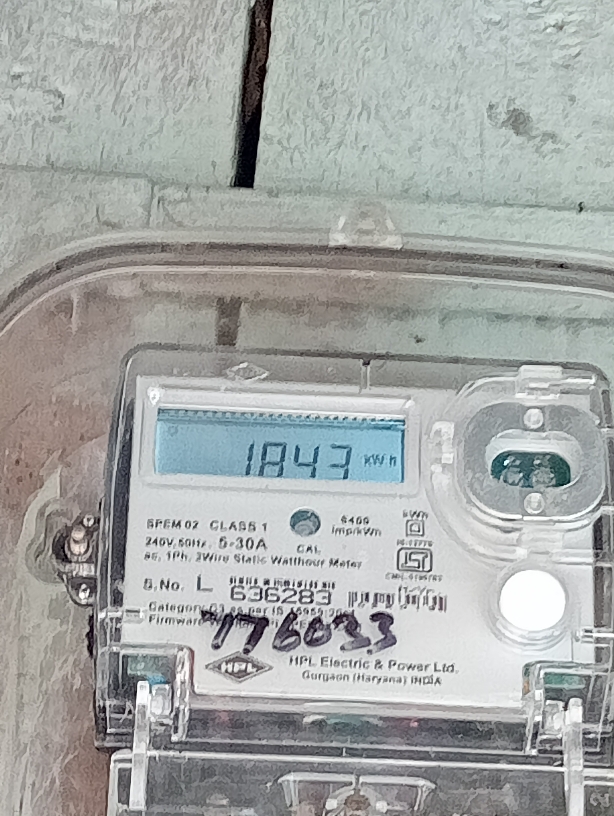 1843 kWh
SPEM 02 CLASS 1
6400 imp/kWh
240V, 50Hz, 5-30A CAL
ac, 1Ph, 2Wire Static Watthour Meter
S.No. L 636283
776033
HPL
HPL Electric & Power Ltd.
Gurgaon (Haryana) INDIA